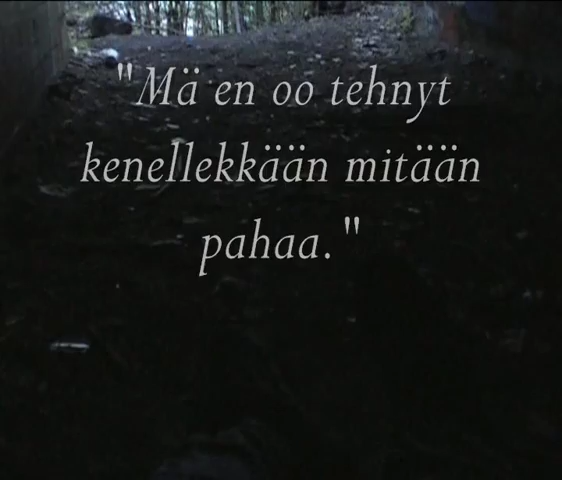 "Mä en oo tehnyt
kenellekkään mitään
pahaa."